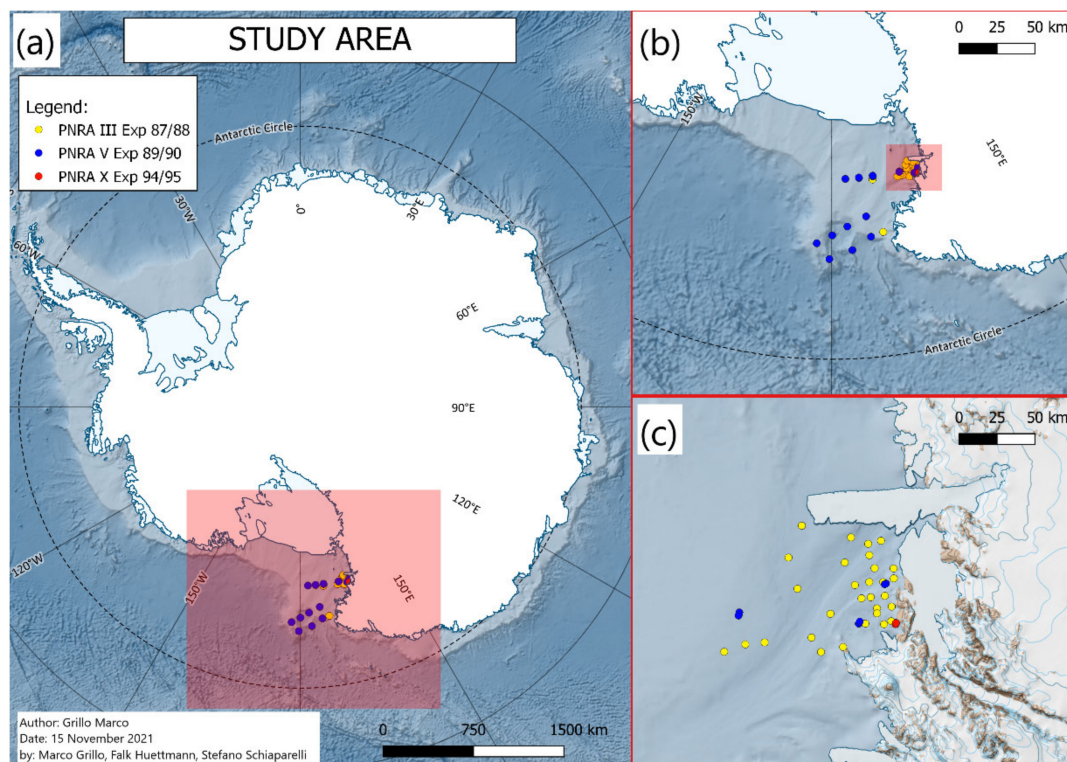 (a)
STUDY AREA
Legend:
PNRA III Exp 87/88
PNRA V Exp 89/90
PNRA X Exp 94/95
Antarctic Circle
30°W
0°
30°E
60°W
60°E
90°E
120°E
120°W
150°W
150°E
Author: Grillo Marco
Date: 15 November 2021
by: Marco Grillo, Falk Huettmann, Stefano Schiaparelli
0 750 1500 km
(b)
0 25 50 km
150°W
150°E
Antarctic Circle
(c)
0 25 50 km